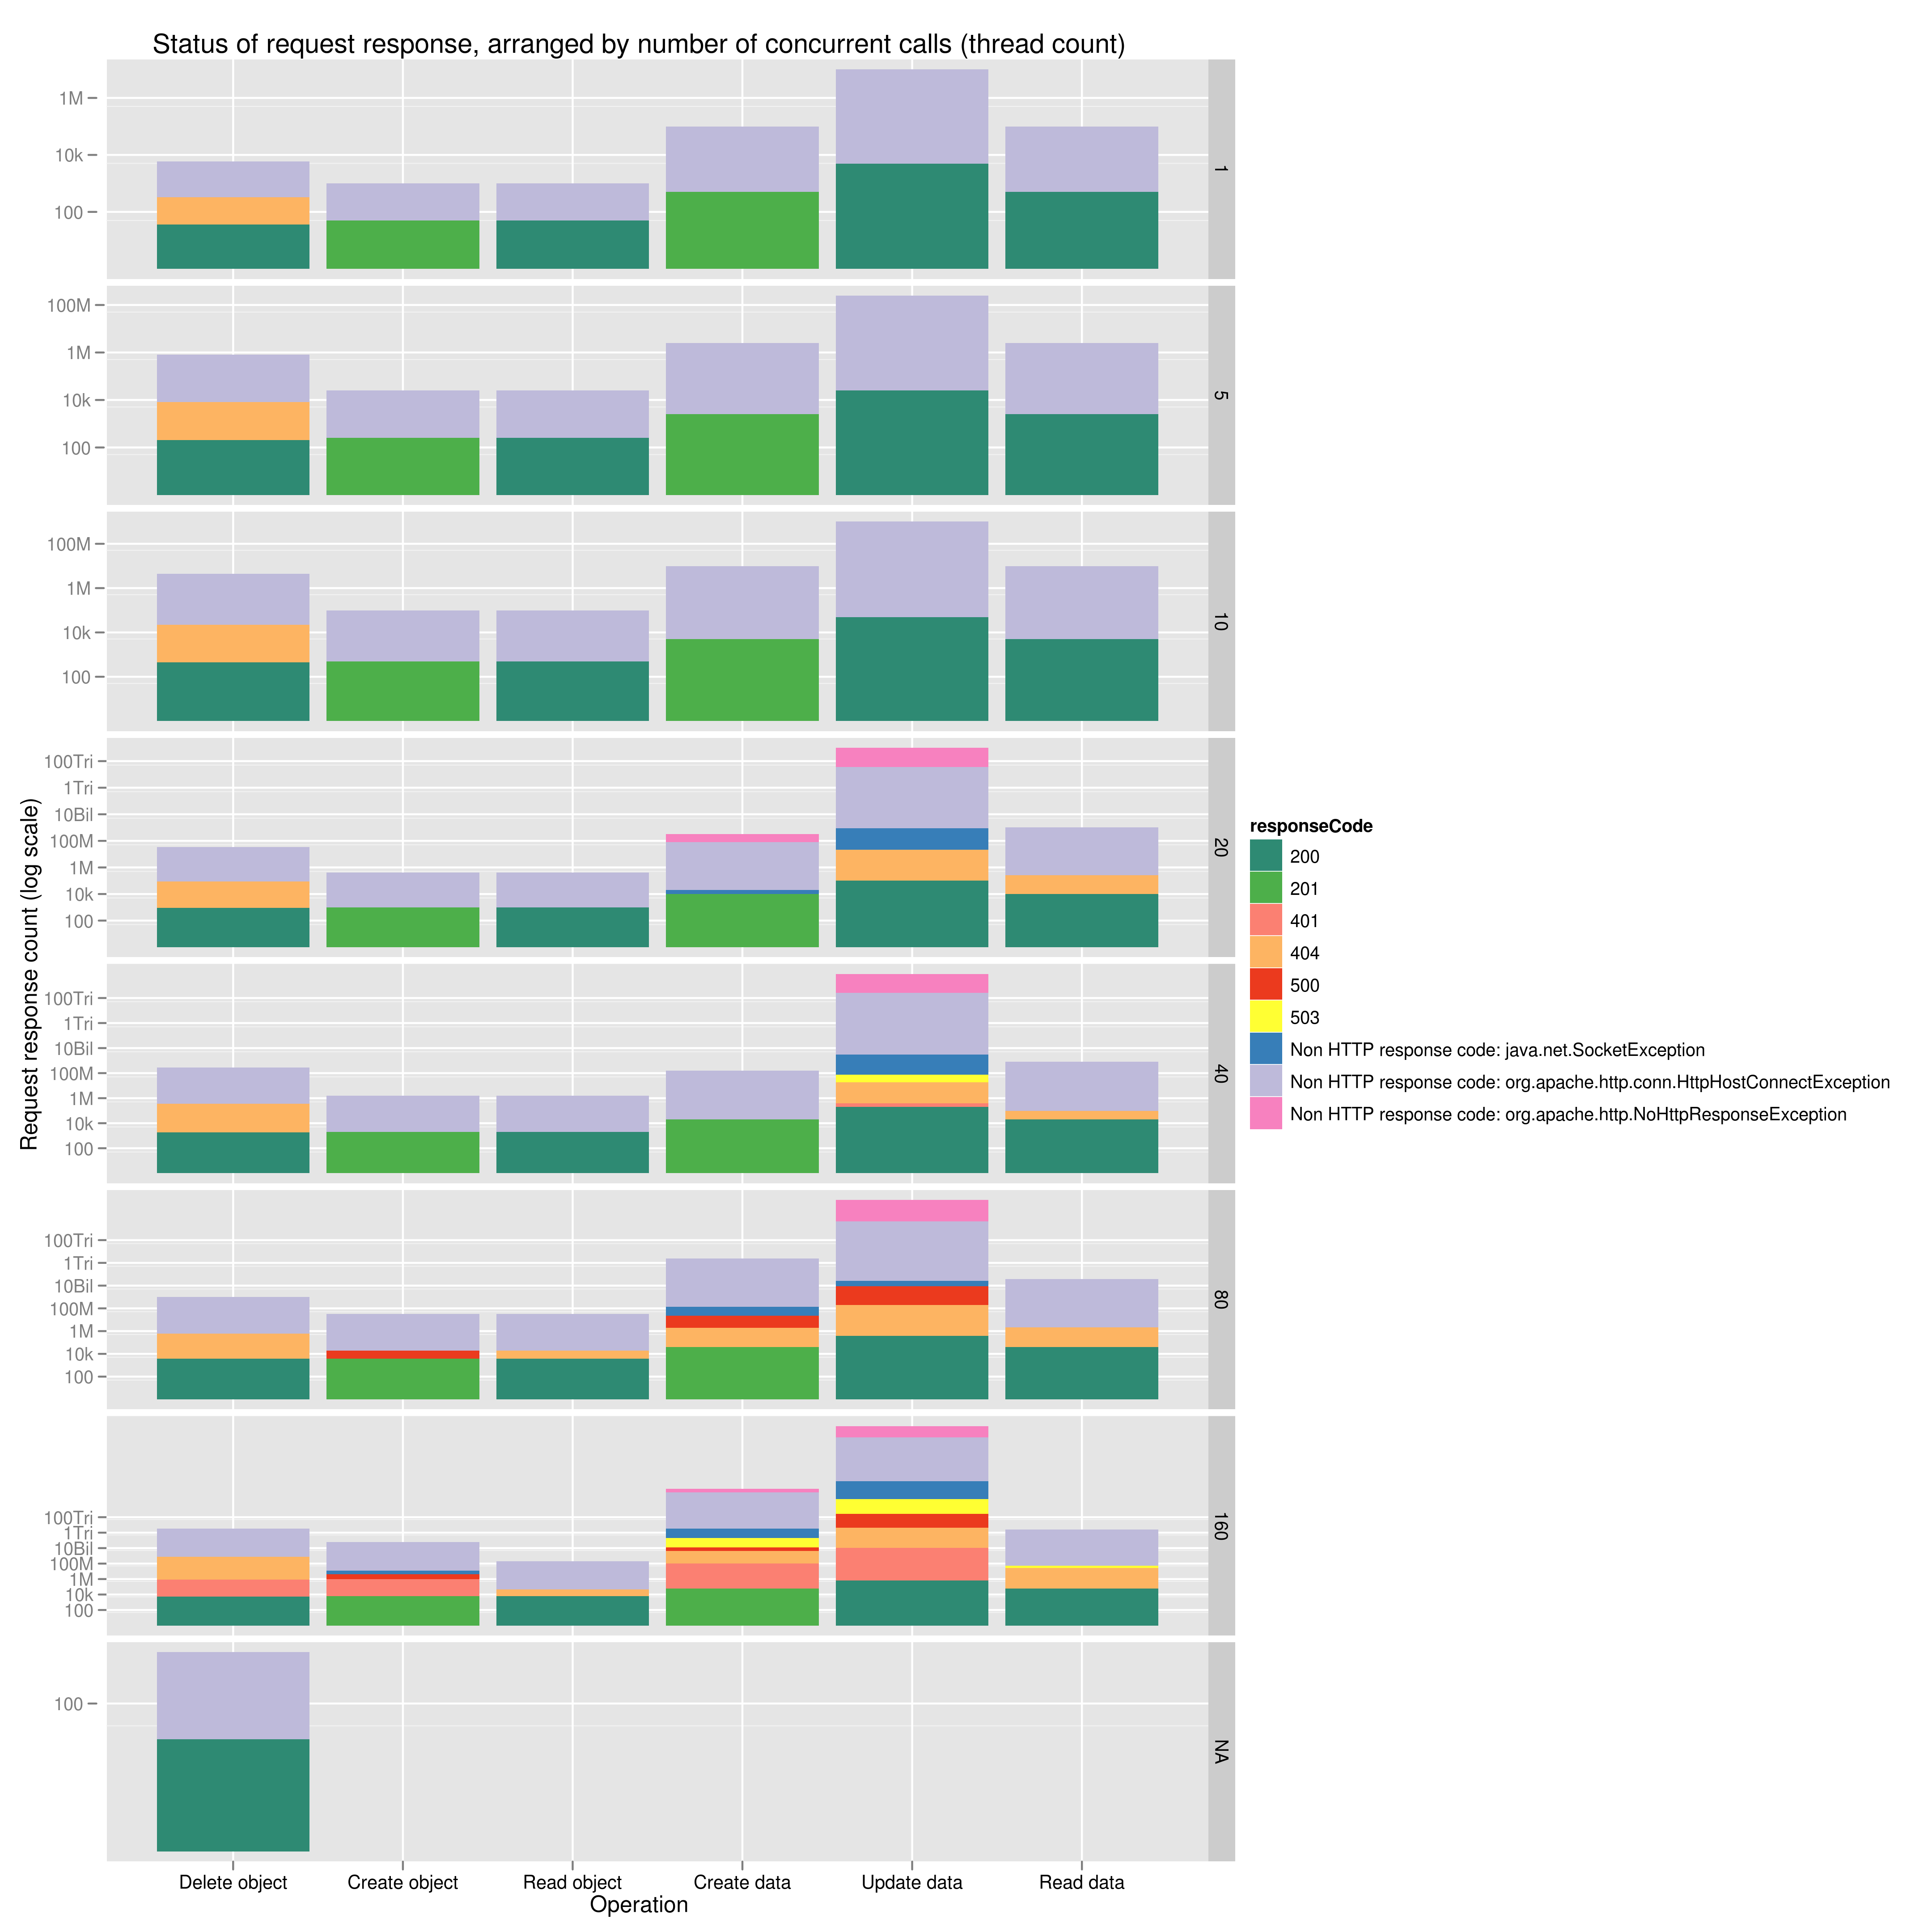 Status of request response, arranged by number of concurrent calls (thread count)
Request response count (log scale)
1M
10k
100
1
100M
1M
10k
100
5
100M
1M
10k
100
10
100Tri
1Tri
10Bil
100M
1M
10k
100
20
100Tri
1Tri
10Bil
100M
1M
10k
100
40
100Tri
1Tri
10Bil
100M
1M
10k
100
80
100Tri
1Tri
10Bil
100M
1M
10k
100
160
100
NA
Delete object
Create object
Read object
Create data
Update data
Read data
Operation
responseCode
200
201
401
404
500
503
Non HTTP response code: java.net.SocketException
Non HTTP response code: org.apache.http.conn.HttpHostConnectException
Non HTTP response code: org.apache.http.NoHttpResponseException